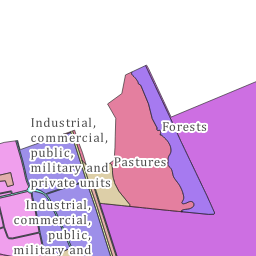 Industrial,
commercial,
public,
military and
private units
Forests
Pastures
Industrial,
commercial,
public,
military and